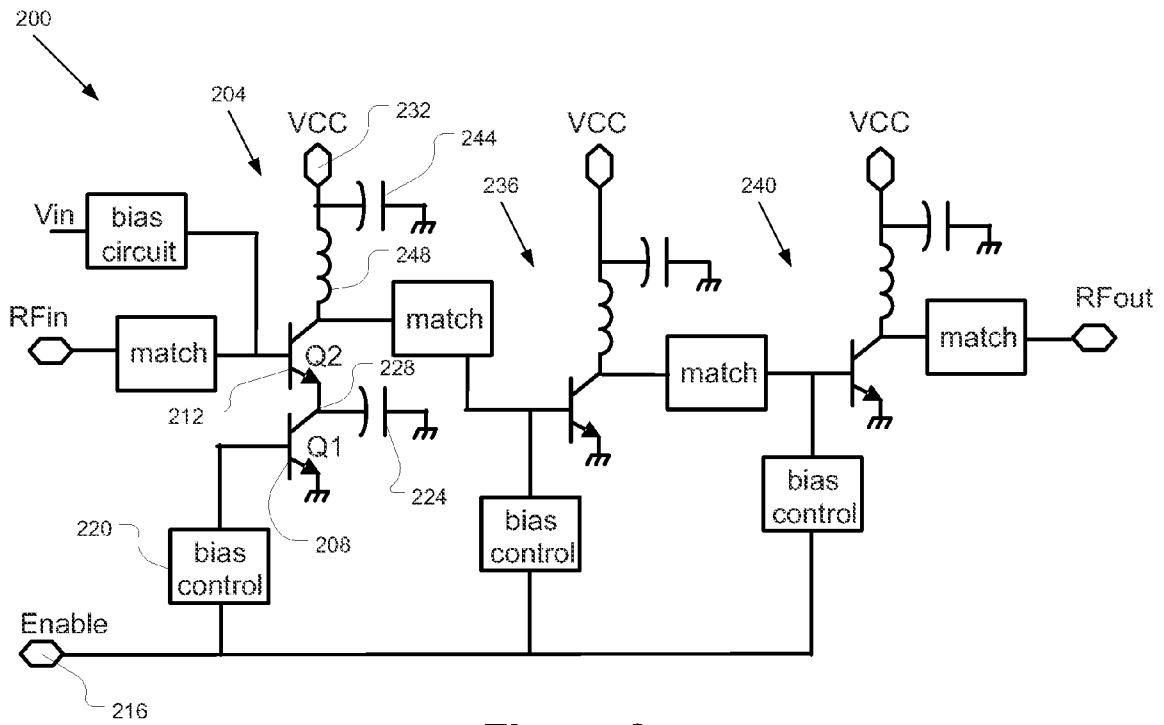 200
204
VCC
232
244
VCC
VCC
236
240
Vin
bias
circuit
248
RFin
match
match
match
match
RFout
Q2
228
212
Q1
224
220
bias
control
208
bias
control
bias
control
Enable
216